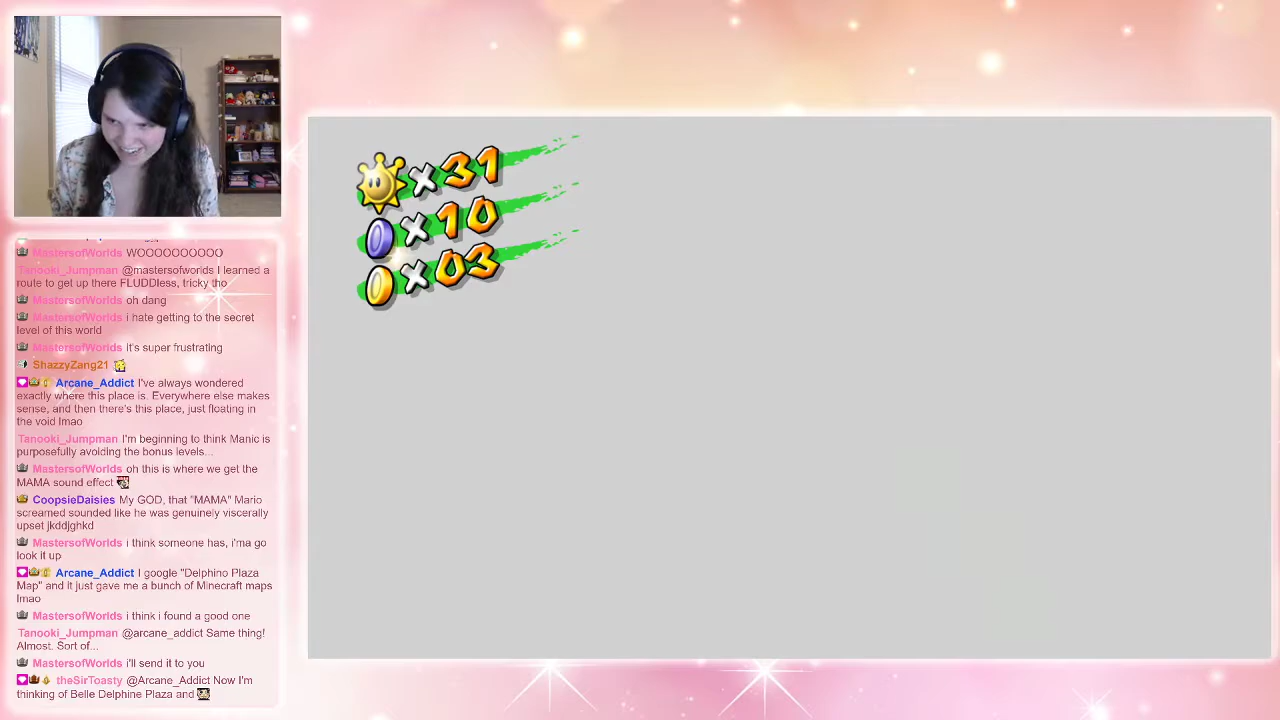 ×31
×10
×03
MastersofWorlds WOOOOOOOOOO
Tanooki_Jumpman @mastersofworlds I learned a
route to get up there FLUDDless, tricky tho
MastersofWorlds oh dang
MastersofWorlds i hate getting to the secret
level of this world
MastersofWorlds it's super frustrating
ShazzyZang21
Arcane_Addict I've always wondered
exactly where this place is. Everywhere else makes
sense, and then there's this place, just floating in
the void lmao
Tanooki_Jumpman I'm beginning to think Manic is
purposefully avoiding the bonus levels...
MastersofWorlds oh this is where we get the
MAMA sound effect
CoopsieDaisies My GOD, that "MAMA" Mario
screamed sounded like he was genuinely viscerally
upset jkddjghkd
MastersofWorlds i think someone has, i'ma go
look it up
Arcane_Addict I google "Delphino Plaza
Map" and it just gave me a bunch of Minecraft maps
lmao
MastersofWorlds i think i found a good one
Tanooki_Jumpman @arcane_addict Same thing!
Almost. Sort of...
MastersofWorlds i'll send it to you
theSirToasty @Arcane_Addict Now I'm
thinking of Belle Delphine Plaza and